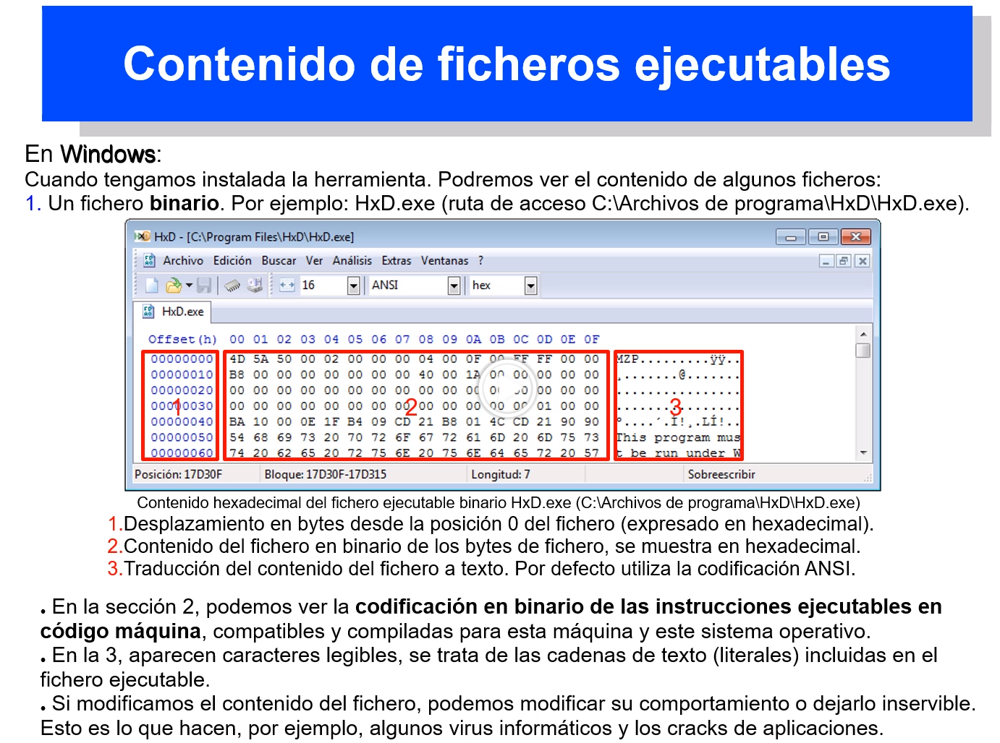 Contenido de ficheros ejecutables
En Windows:
Cuando tengamos instalada la herramienta. Podremos ver el contenido de algunos ficheros:
1. Un fichero binario. Por ejemplo: HxD.exe (ruta de acceso C:\Archivos de programa\HxD\HxD.exe).
HxD - [C:\Program Files\HxD\HxD.exe]
Archivo Edición Buscar Ver Análisis Extras Ventanas ?
16 ANSI hex
HxD.exe
Offset(h) 00 01 02 03 04 05 06 07 08 09 0A 0B 0C 0D 0E 0F
00000000 4D 5A 50 00 02 00 00 00 04 00 0F 00 FF FF 00 00 MZP.........ÿÿ..
00000010 B8 00 00 00 00 00 00 00 40 00 1A 00 00 00 00 00 ¸.......@.......
00000020 00 00 00 00 00 00 00 00 00 00 00 00 00 00 00 00 ................
00000030 00 00 00 00 00 00 00 00 00 00 00 00 00 01 00 00 ................
1 2 3
00000040 BA 10 00 0E 1F B4 09 CD 21 B8 01 4C CD 21 90 90 º....´.Í!¸.LÍ!..
00000050 54 68 69 73 20 70 72 6F 67 72 61 6D 20 6D 75 73 This program mus
00000060 74 20 62 65 20 72 75 6E 20 75 6E 64 65 72 20 57 t be run under W
Posición: 17D30F Bloque: 17D30F-17D315 Longitud: 7 Sobreescribir
Contenido hexadecimal del fichero ejecutable binario HxD.exe (C:\Archivos de programa\HxD\HxD.exe)
1.Desplazamiento en bytes desde la posición 0 del fichero (expresado en hexadecimal).
2.Contenido del fichero en binario de los bytes de fichero, se muestra en hexadecimal.
3.Traducción del contenido del fichero a texto. Por defecto utiliza la codificación ANSI.
. En la sección 2, podemos ver la codificación en binario de las instrucciones ejecutables en
código máquina, compatibles y compiladas para esta máquina y este sistema operativo.
. En la 3, aparecen caracteres legibles, se trata de las cadenas de texto (literales) incluidas en el
fichero ejecutable.
. Si modificamos el contenido del fichero, podemos modificar su comportamiento o dejarlo inservible.
Esto es lo que hacen, por ejemplo, algunos virus informáticos y los cracks de aplicaciones.